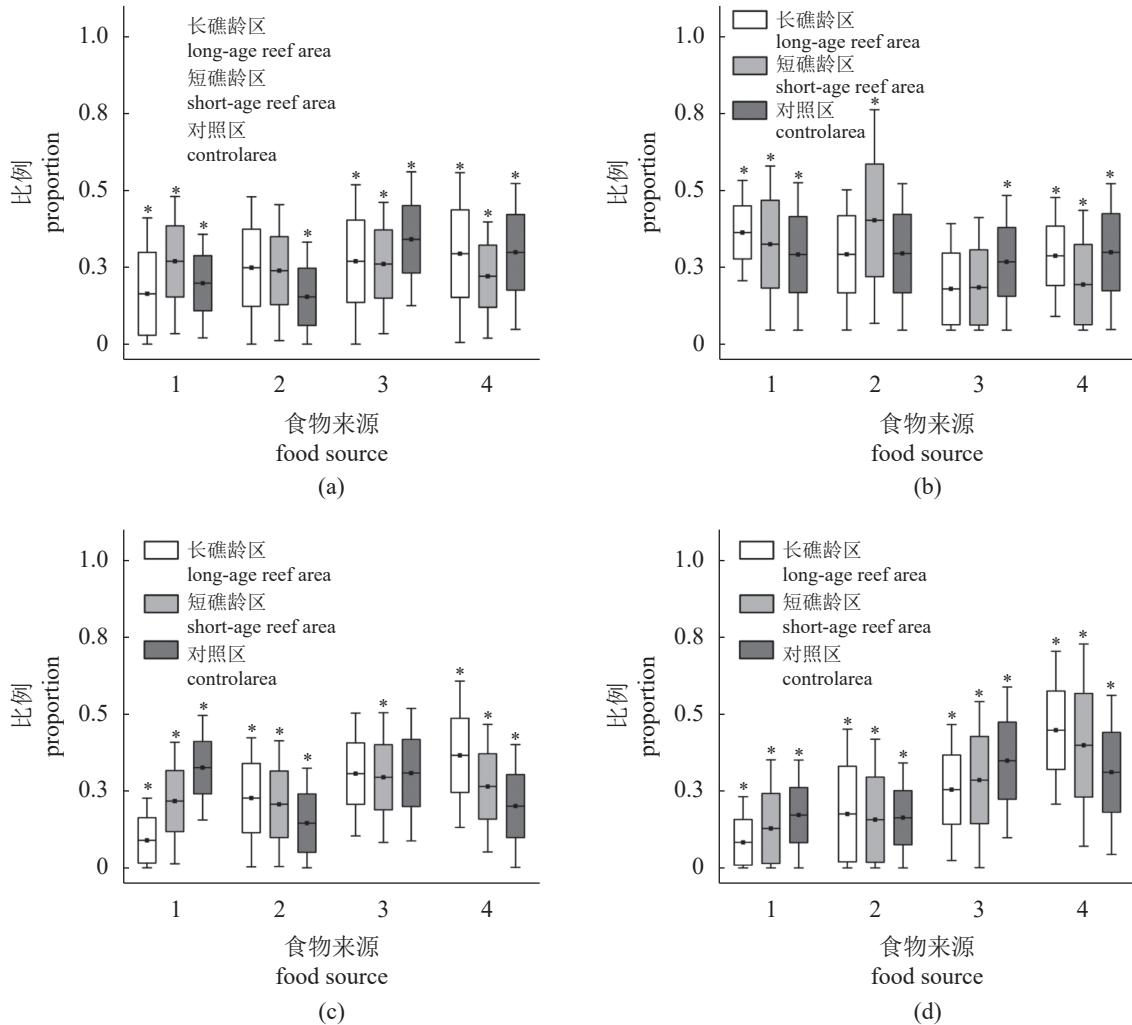 1.0
0.8
0.5
0.3
0
比例
proportion
长礁龄区
long-age reef area
短礁龄区
short-age reef area
对照区
controlarea
* * * * * * * * * *
1 2 3 4
食物来源
food source
(a)
1.0
0.8
0.5
0.3
0
比例
proportion
长礁龄区
long-age reef area
短礁龄区
short-age reef area
对照区
controlarea
* * * * * * * *
1 2 3 4
食物来源
food source
(b)
1.0
0.8
0.5
0.3
0
比例
proportion
长礁龄区
long-age reef area
短礁龄区
short-age reef area
对照区
controlarea
* * * * * * * * * *
1 2 3 4
食物来源
food source
(c)
1.0
0.8
0.5
0.3
0
比例
proportion
长礁龄区
long-age reef area
短礁龄区
short-age reef area
对照区
controlarea
* * * * * * * * * * * *
1 2 3 4
食物来源
food source
(d)